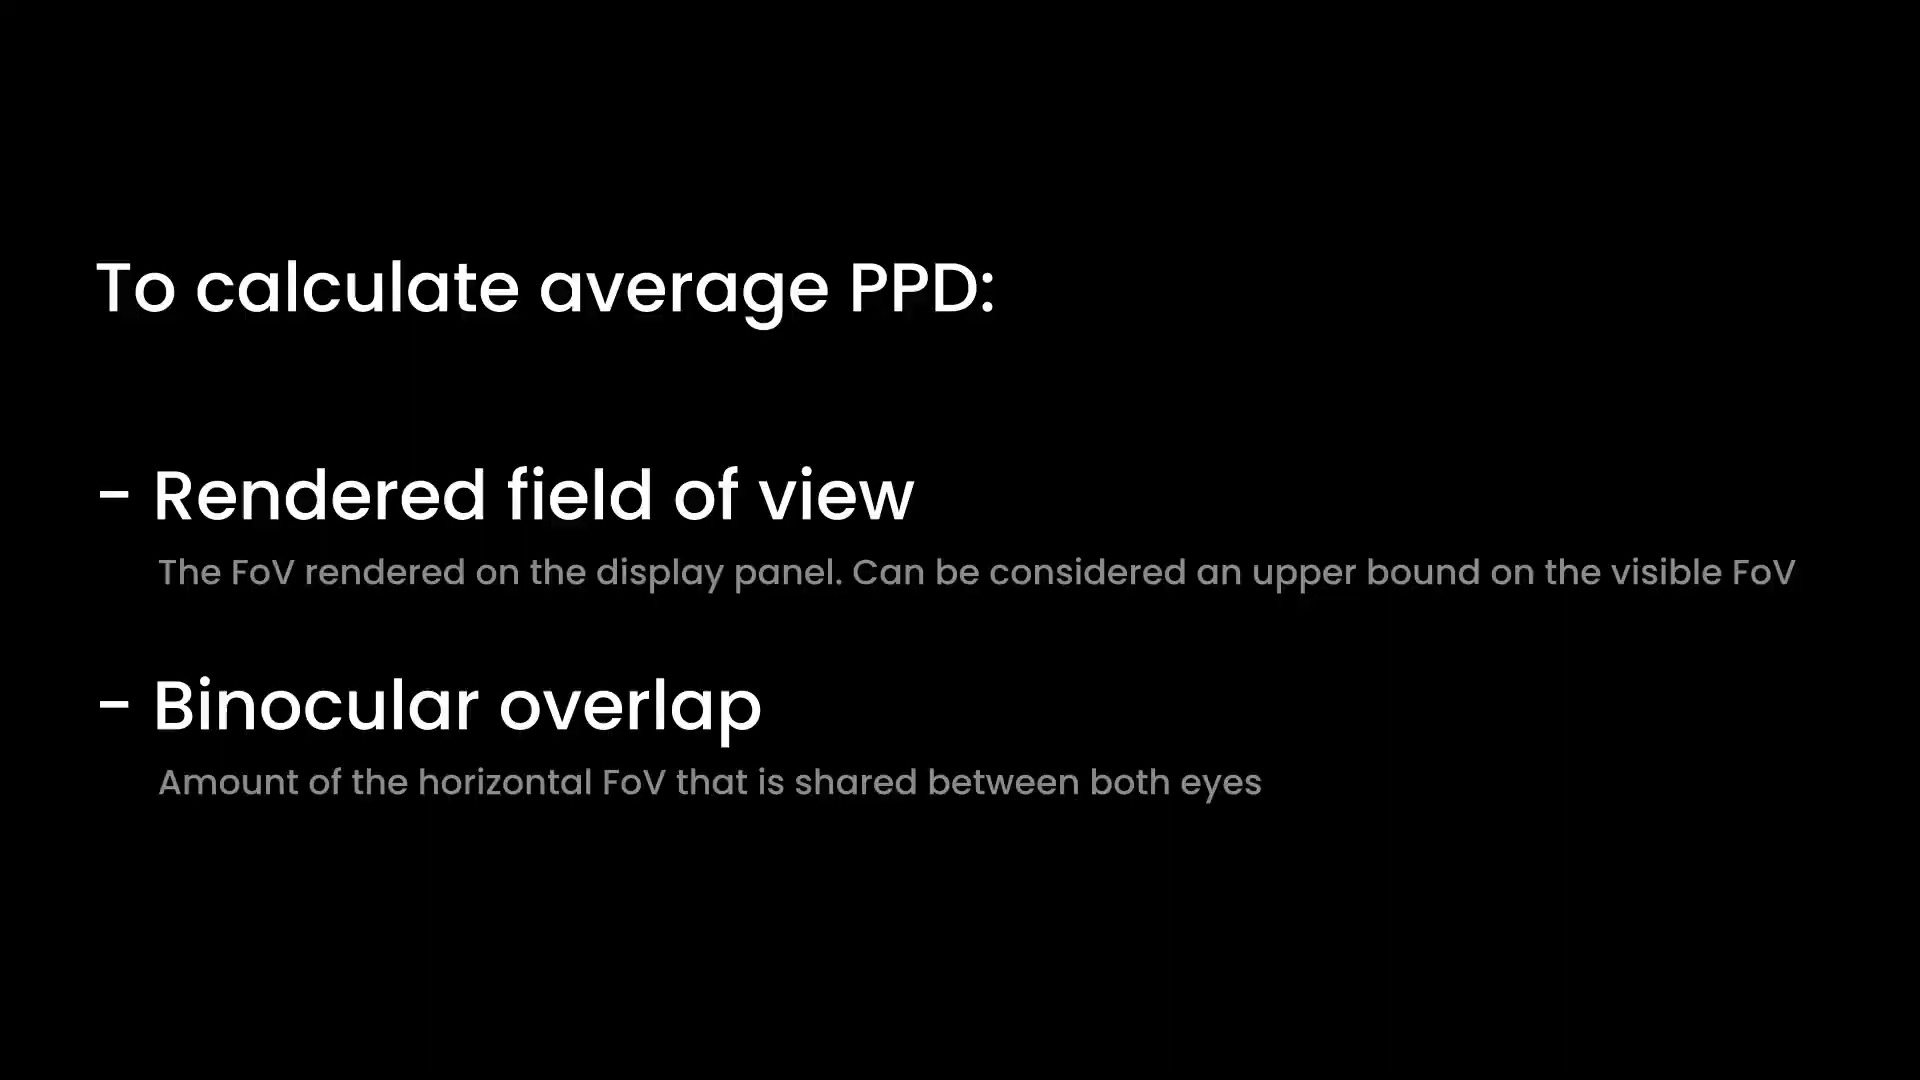 To calculate average PPD:
- Rendered field of view
The FoV rendered on the display panel. Can be considered an upper bound on the visible FoV
- Binocular overlap
Amount of the horizontal FoV that is shared between both eyes